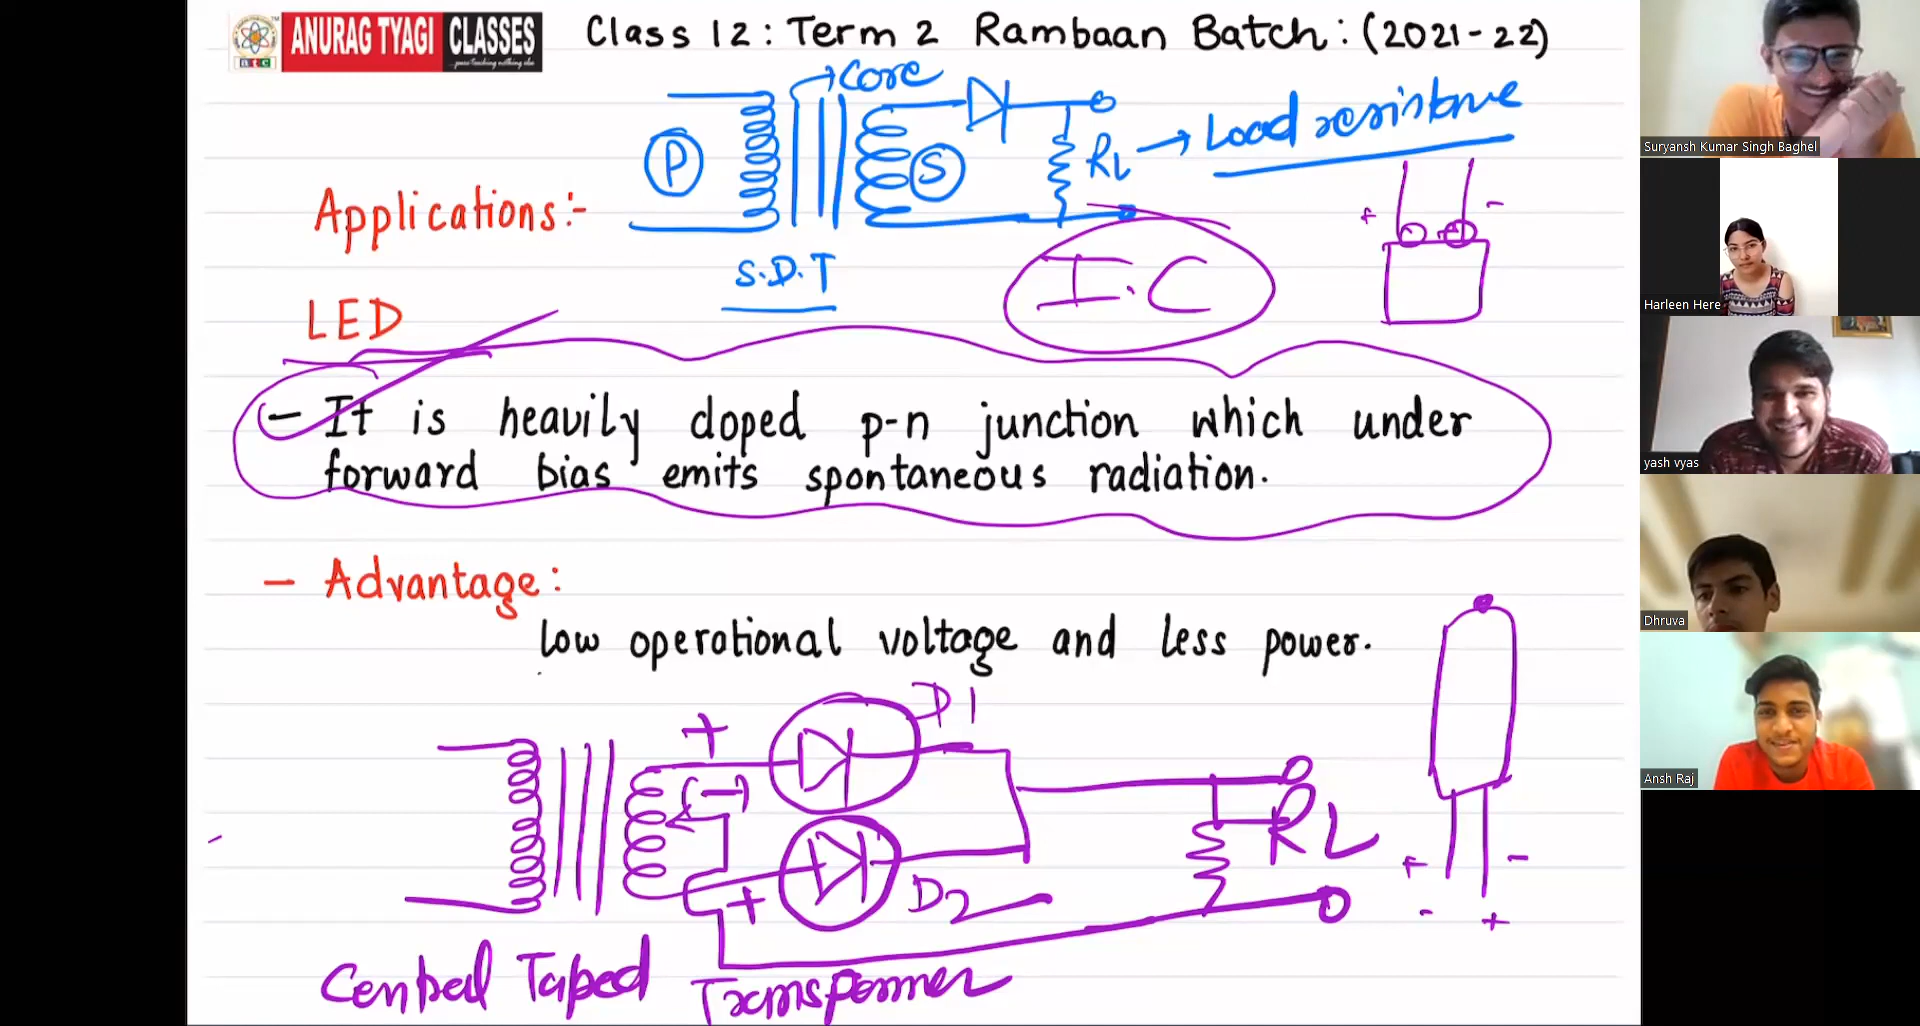 ANURAG TYAGI CLASSES
Class 12 : Term 2 Rambaan Batch : (2021-22)
Core
P
S
RL → Load resistance
S.D.T
Applications :-
I.C
+ -
LED
- It is heavily doped p-n junction which under
forward bias emits spontaneous radiation.
- Advantage :
Low operational voltage and less power.
+
D1
(-)
RL
+
D2
+ -
- +
Central Taped Transformer
Suryansh Kumar Singh Baghel
Harleen Here
yash vyas
Dhruva
Ansh Raj